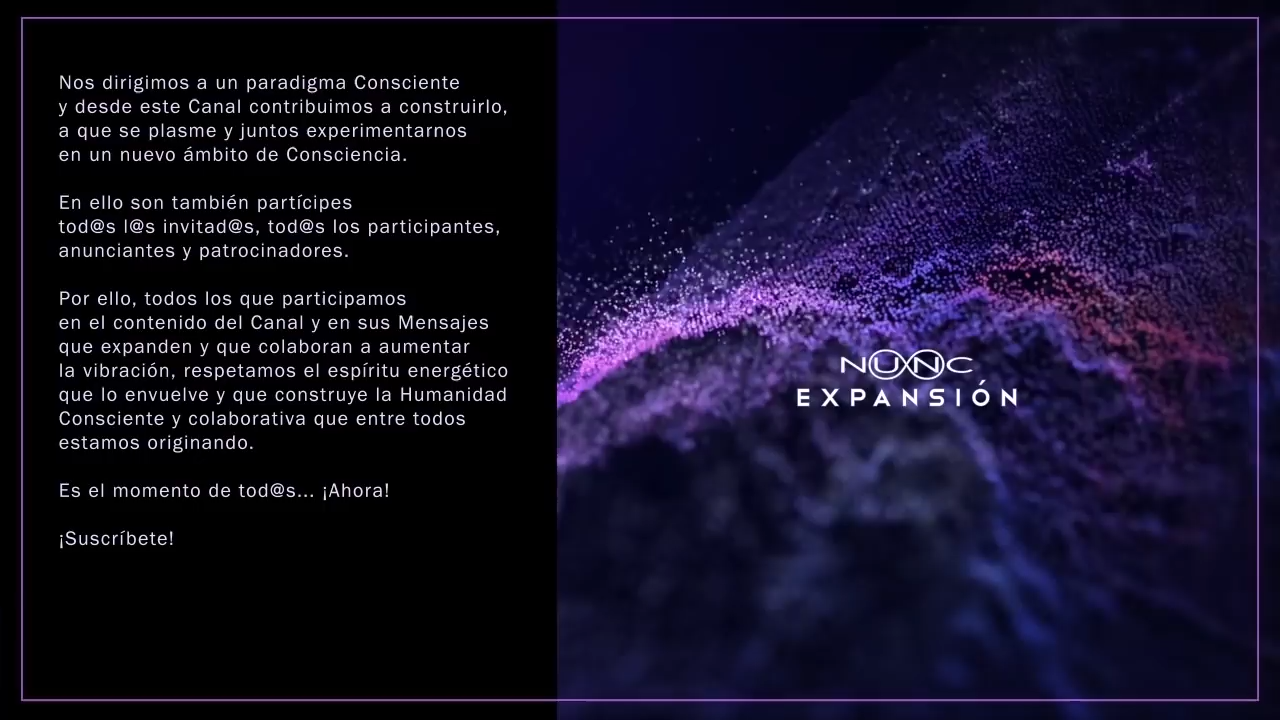 Nos dirigimos a un paradigma Consciente
y desde este Canal contribuimos a construirlo,
a que se plasme y juntos experimentarnos
en un nuevo ámbito de Consciencia.
En ello son también partícipes
tod@s l@s invitad@s, tod@s los participantes,
anunciantes y patrocinadores.
Por ello, todos los que participamos
en el contenido del Canal y en sus Mensajes
que expanden y que colaboran a aumentar
la vibración, respetamos el espíritu energético
que lo envuelve y que construye la Humanidad
Consciente y colaborativa que entre todos
estamos originando.
Es el momento de tod@s... ¡Ahora!
¡Suscríbete!
NUNC
EXPANSIÓN